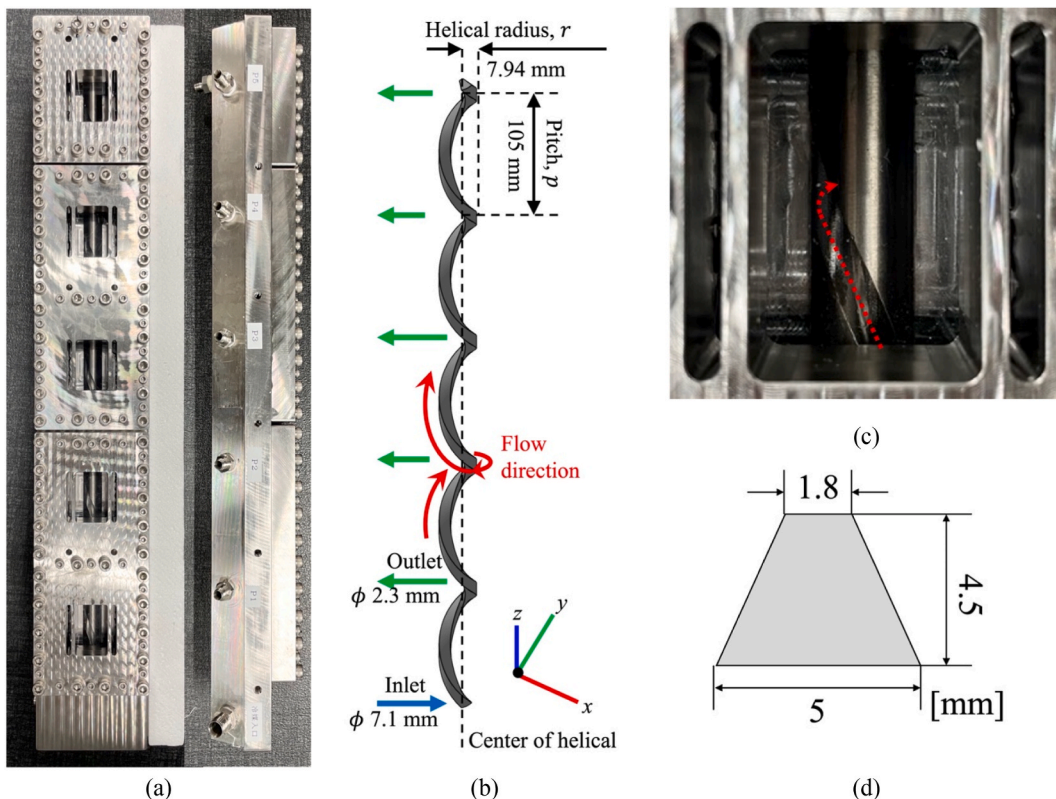 P5
P4
P3
P2
P1
Helical radius, r
7.94 mm
Pitch, p
105 mm
Flow
direction
Outlet
ϕ 2.3 mm
Inlet
ϕ 7.1 mm
z
y
x
Center of helical
1.8
4.5
5
[mm]
(a)
(b)
(c)
(d)